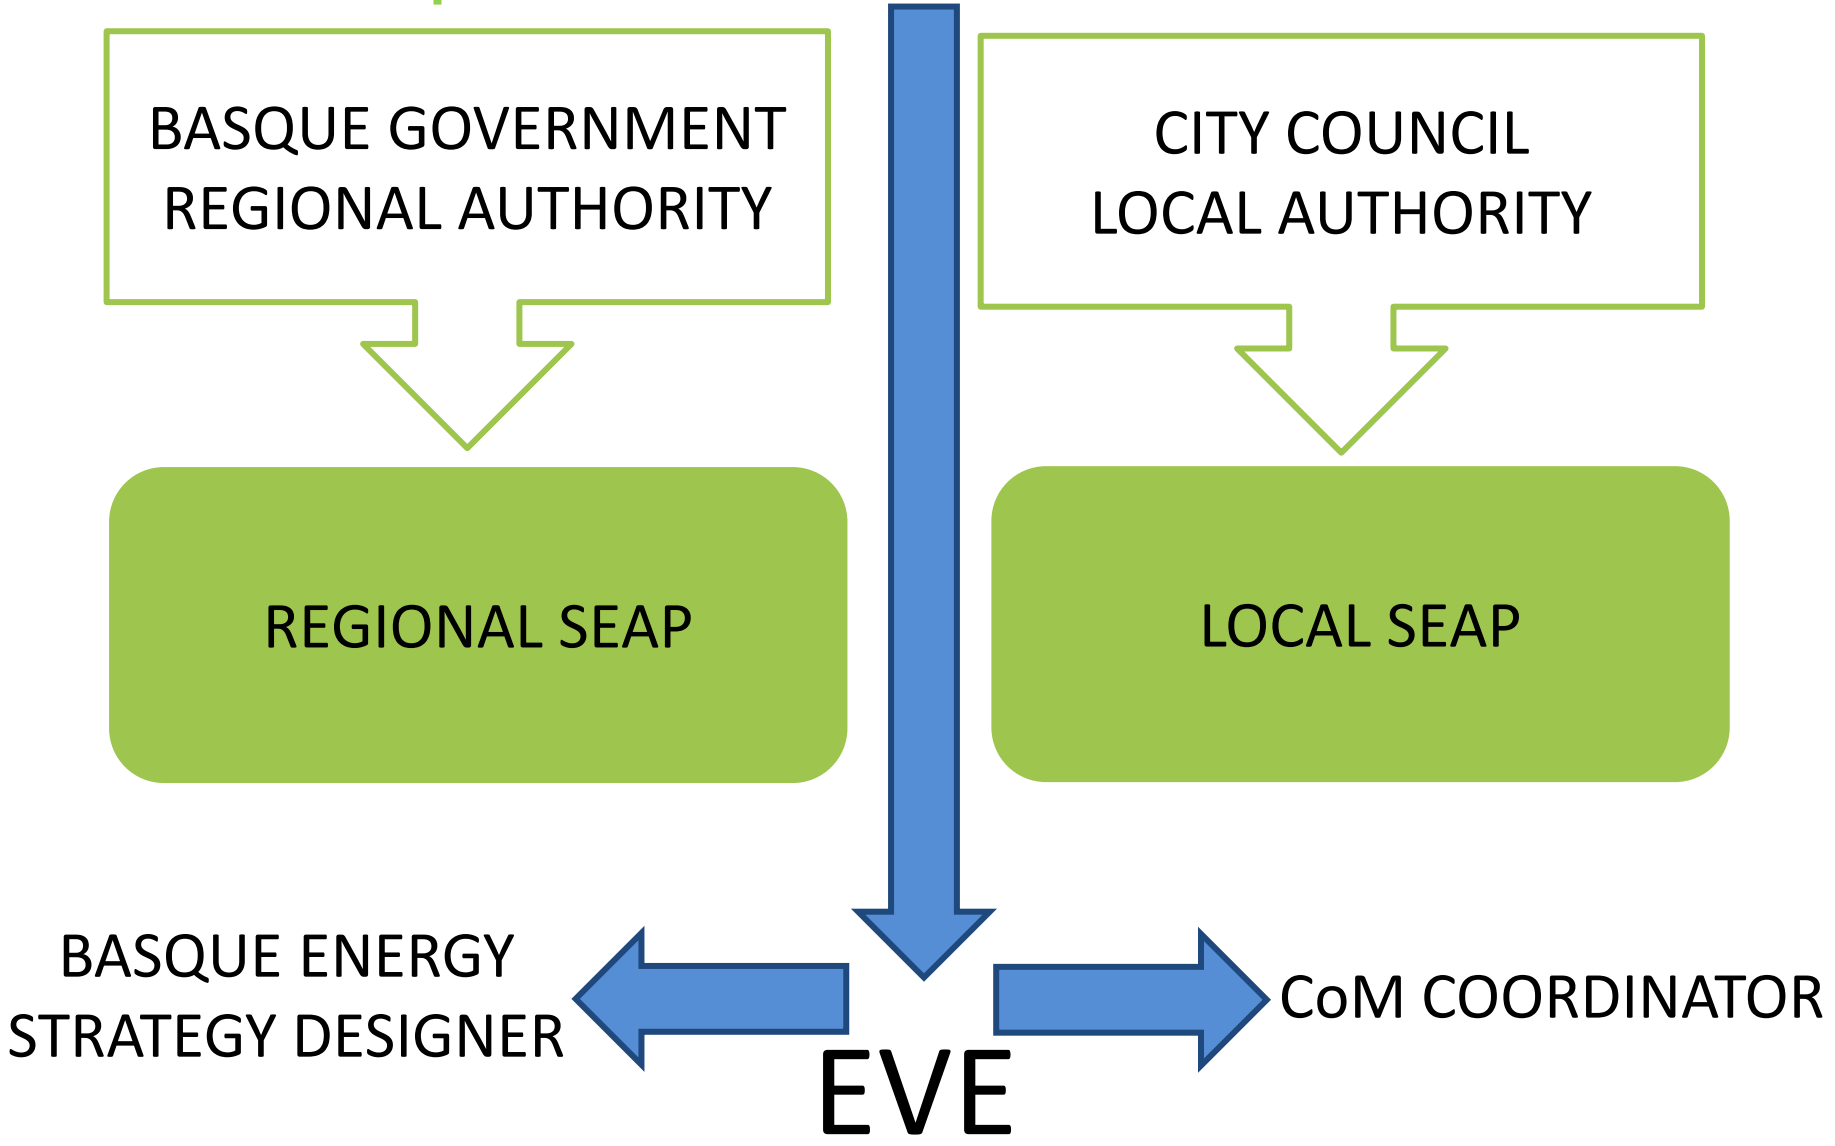 BASQUE GOVERNMENT
REGIONAL AUTHORITY
CITY COUNCIL
LOCAL AUTHORITY
REGIONAL SEAP
LOCAL SEAP
BASQUE ENERGY
STRATEGY DESIGNER
CoM COORDINATOR
EVE